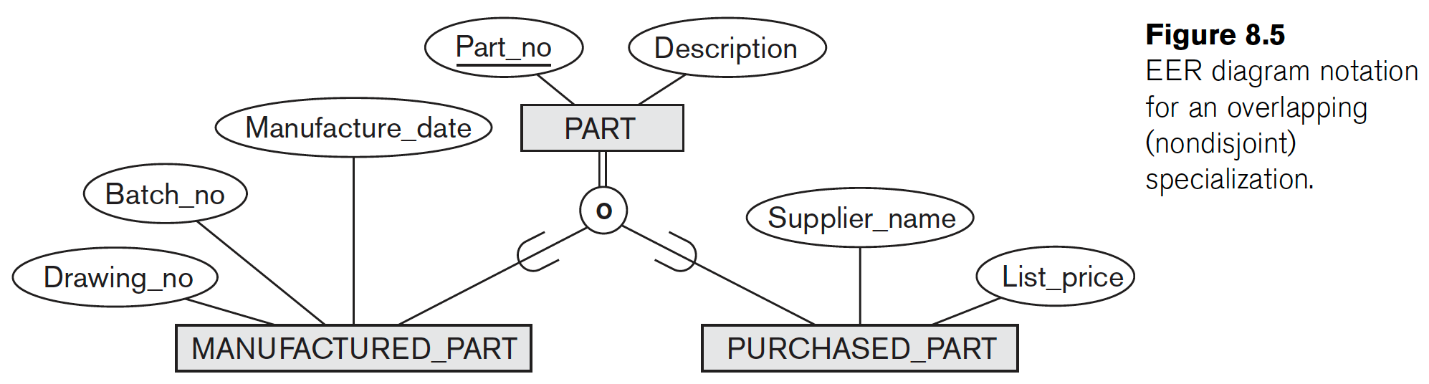 Part_no
Description
Figure 8.5
EER diagram notation
for an overlapping
(nondisjoint)
specialization.
Manufacture_date
PART
Batch_no
o
Supplier_name
Drawing_no
List_price
MANUFACTURED_PART
PURCHASED_PART